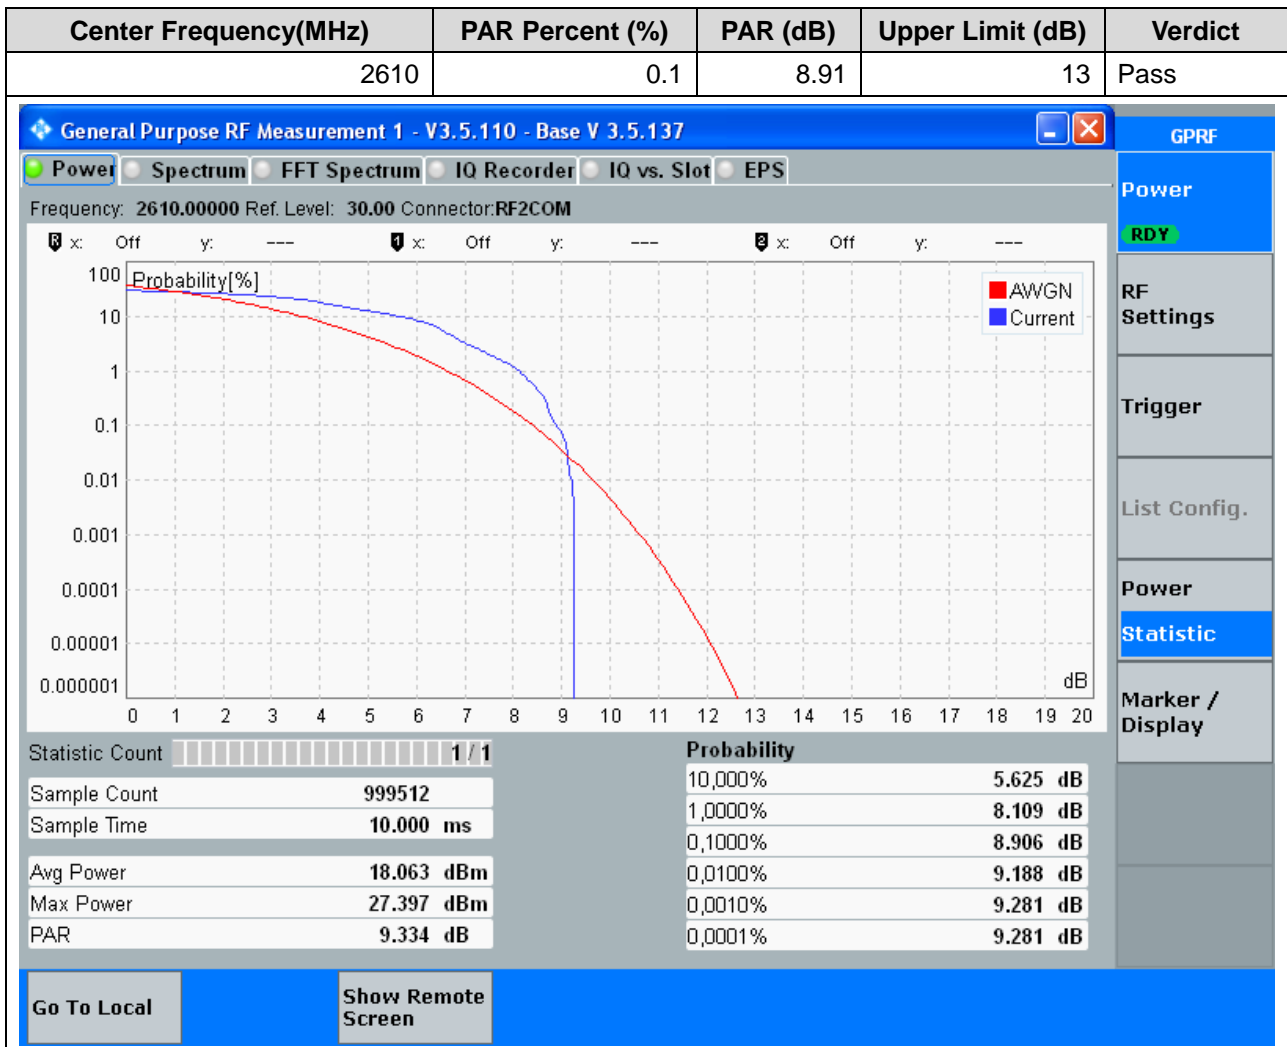 Center Frequency(MHz) PAR Percent (%) PAR (dB) Upper Limit (dB) Verdict
2610 0.1 8.91 13 Pass
General Purpose RF Measurement 1 - V3.5.110 - Base V 3.5.137
GPRF
Power Spectrum FFT Spectrum IQ Recorder IQ vs. Slot EPS
Frequency: 2610.00000 Ref. Level: 30.00 Connector:RF2COM
R x: Off y: --- 1 x: Off y: --- 2 x: Off y: ---
Probability[%]
100
10
1
0.1
0.01
0.001
0.0001
0.00001
0.000001
AWGN
Current
dB
0 1 2 3 4 5 6 7 8 9 10 11 12 13 14 15 16 17 18 19 20
Statistic Count 1 / 1
Sample Count 999512
Sample Time 10.000 ms
Avg Power 18.063 dBm
Max Power 27.397 dBm
PAR 9.334 dB
Probability
10,000% 5.625 dB
1,0000% 8.109 dB
0,1000% 8.906 dB
0,0100% 9.188 dB
0,0010% 9.281 dB
0,0001% 9.281 dB
Power
RDY
RF
Settings
Trigger
List Config.
Power
Statistic
Marker /
Display
Go To Local
Show Remote
Screen